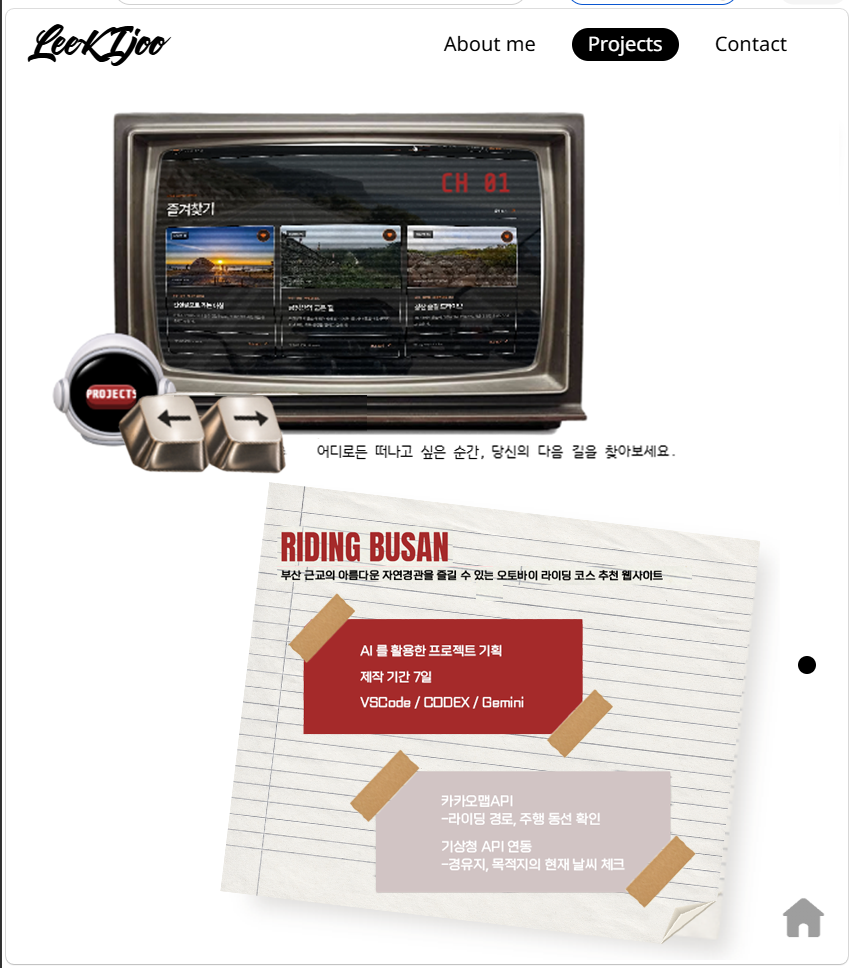 LeeKIjoo
About me
Projects
Contact
CH 01
즐겨찾기
PROJECTS
어디로든 떠나고 싶은 순간, 당신의 다음 길을 찾아보세요.
RIDING BUSAN
부산 근교의 아름다운 자연경관을 즐길 수 있는 오토바이 라이딩 코스 추천 웹사이트
AI 를 활용한 프로젝트 기획
제작 기간 7일
VSCode / CODEX / Gemini
카카오맵API
-라이딩 경로, 주행 동선 확인
기상청 API 연동
-경유지, 목적지의 현재 날씨 체크